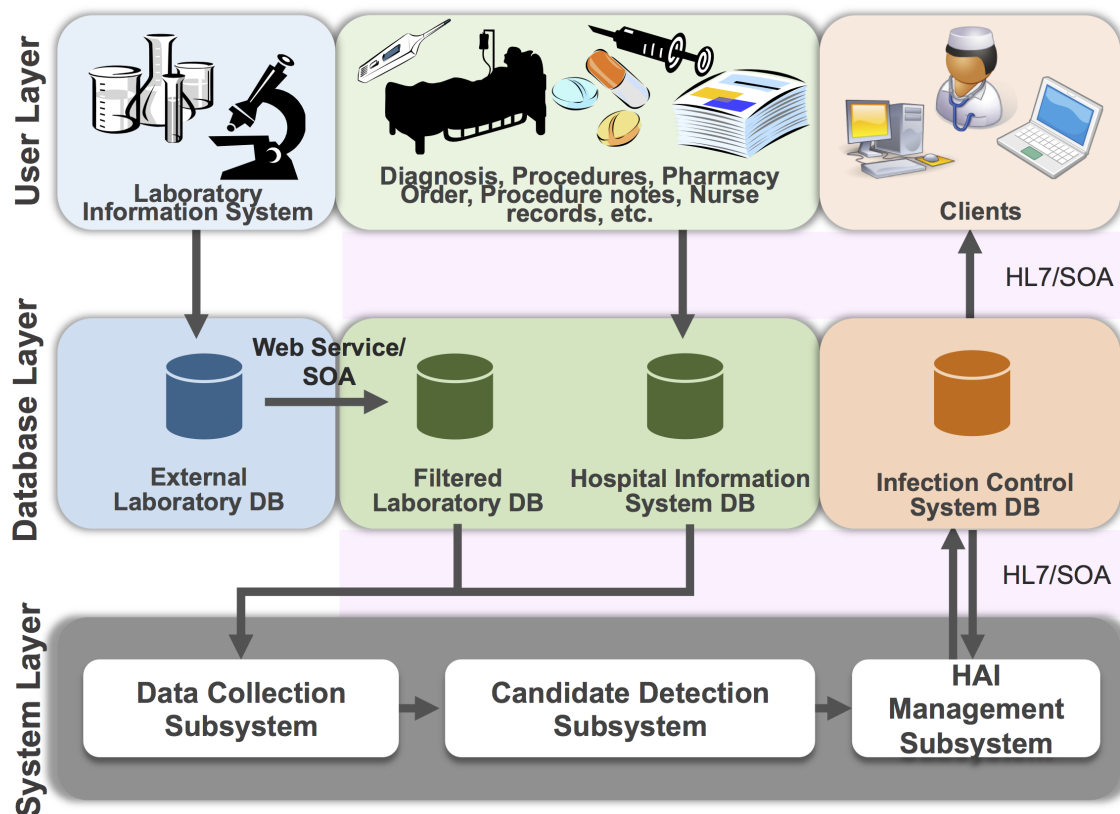 User Layer
Laboratory
Information System
Diagnosis, Procedures, Pharmacy
Order, Procedure notes, Nurse
records, etc.
Clients
HL7/SOA
Database Layer
Web Service/
SOA
External
Laboratory DB
Filtered
Laboratory DB
Hospital Information
System DB
Infection Control
System DB
HL7/SOA
System Layer
Data Collection
Subsystem
Candidate Detection
Subsystem
HAI
Management
Subsystem